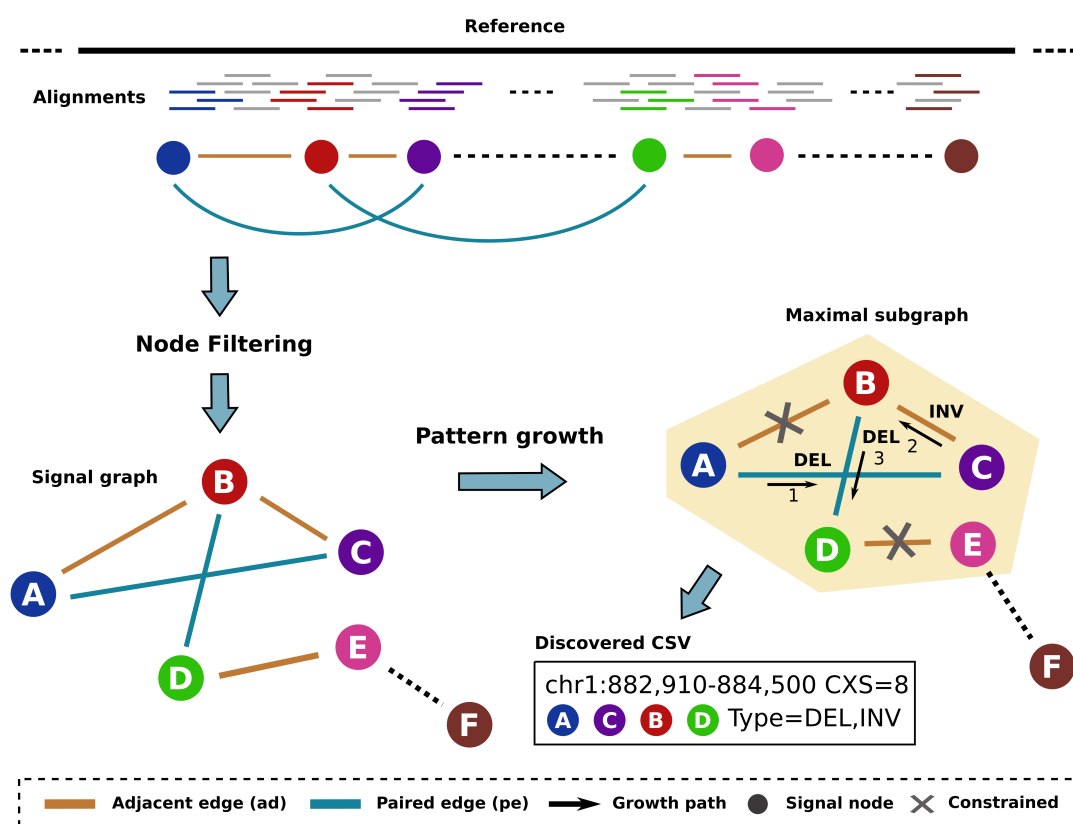 Reference
Alignments
Node Filtering
Maximal subgraph
B
INV
DEL
2
3
Pattern growth
A
DEL
C
1
Signal graph
B
D
E
C
A
E
D
F
F
Discovered CSV
chr1:882,910-884,500 CXS=8
A C B D Type=DEL,INV
Adjacent edge (ad) Paired edge (pe) Growth path Signal node Constrained